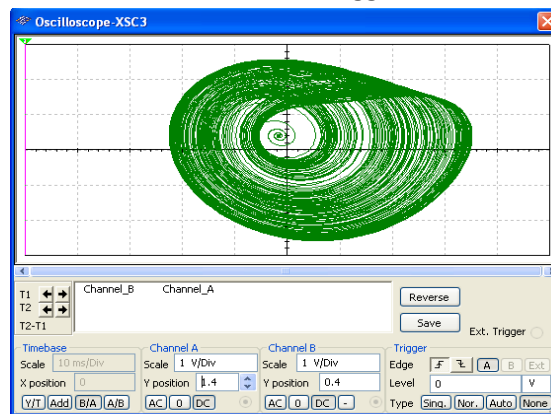 Oscilloscope-XSC3
T1
T2
T2-T1
Channel_B Channel_A
Reverse
Save
Ext. Trigger
Timebase
Scale 10 ms/Div
X position 0
Y/T Add B/A A/B
Channel A
Scale 1 V/Div
Y position 1.4
AC 0 DC
Channel B
Scale 1 V/Div
Y position 0.4
AC 0 DC -
Trigger
Edge A B Ext
Level 0 V
Type Sing. Nor. Auto None